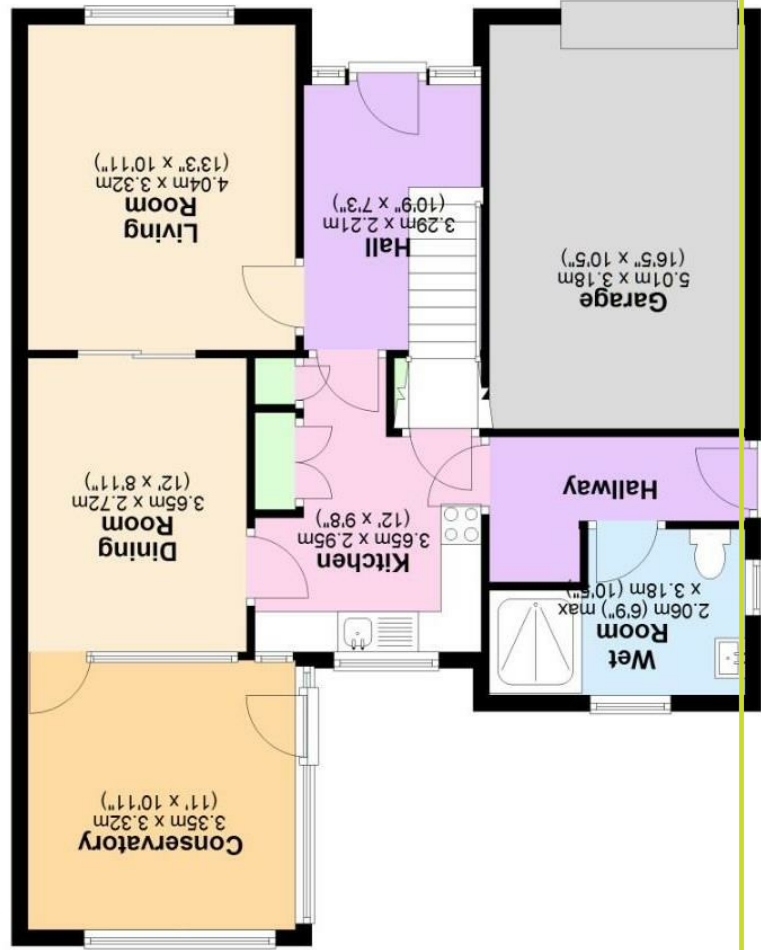 Conservatory
3.35m x 3.32m
(11' x 10'11")
Wet
Room
2.06m (6'9") max
x 3.18m (10'5")
Kitchen
3.65m x 2.95m
(12' x 9'8")
Dining
Room
3.65m x 2.72m
(12' x 8'11")
Hallway
Garage
5.01m x 3.18m
(16'5" x 10'5")
Hall
3.29m x 2.21m
(10'9" x 7'3")
Living
Room
4.04m x 3.32m
(13'3" x 10'11")